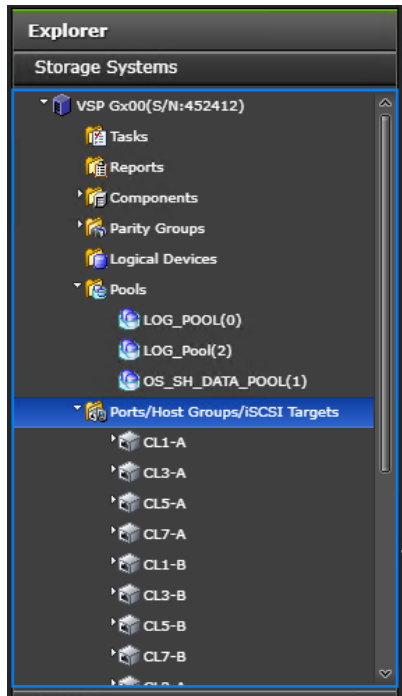 Explorer
Storage Systems
VSP Gx00(S/N:452412)
Tasks
Reports
Components
Parity Groups
Logical Devices
Pools
LOG_POOL(0)
LOG_Pool(2)
OS_SH_DATA_POOL(1)
Ports/Host Groups/iSCSI Targets
CL1-A
CL3-A
CL5-A
CL7-A
CL1-B
CL3-B
CL5-B
CL7-B